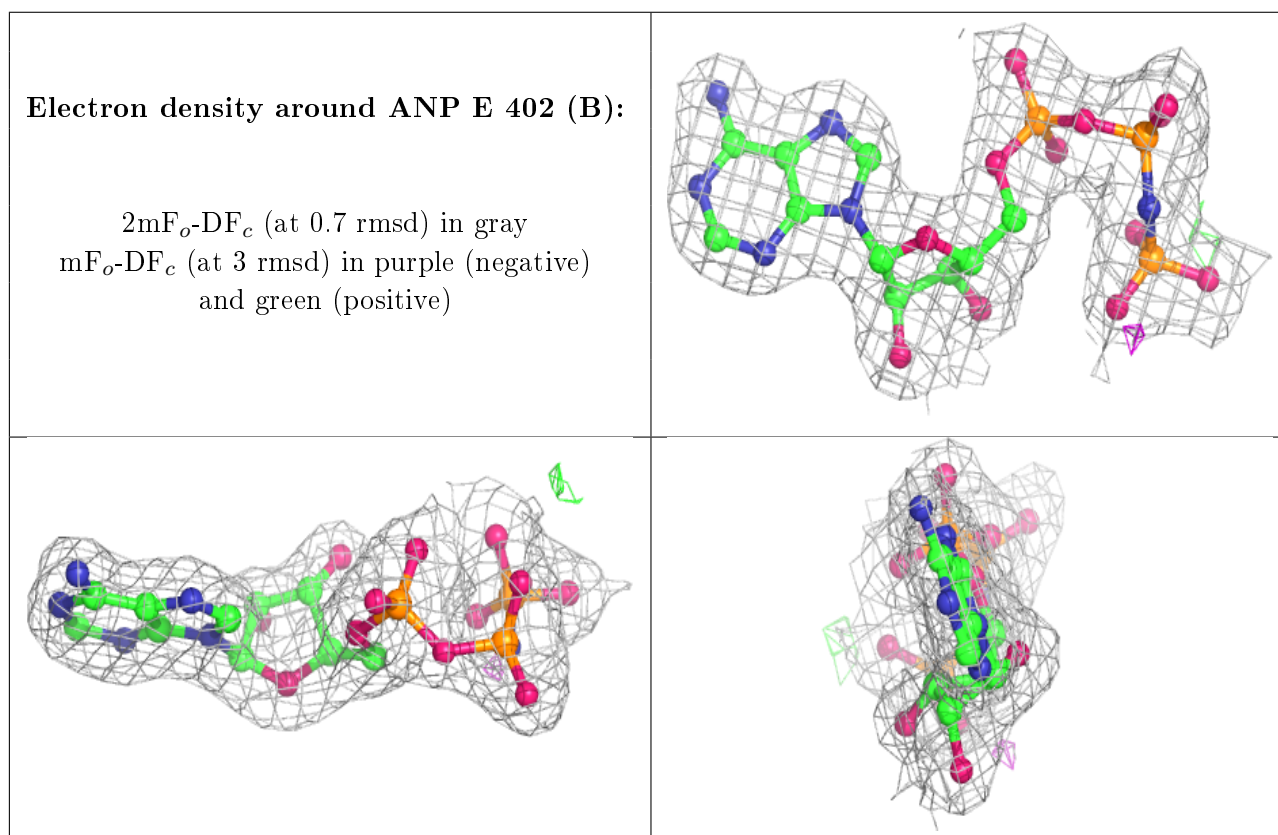 Electron density around ANP E 402 (B):
2mFₒ-DF𝒸 (at 0.7 rmsd) in gray
mFₒ-DF𝒸 (at 3 rmsd) in purple (negative)
and green (positive)